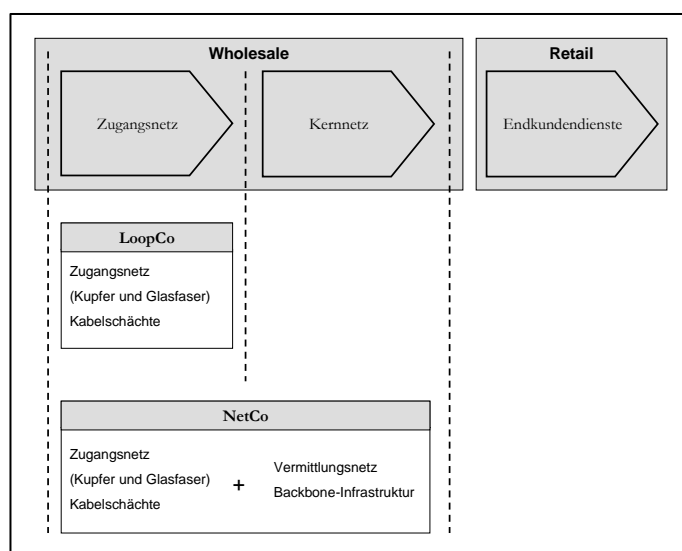 Wholesale
Retail
Zugangsnetz
Kernnetz
Endkundendienste
LoopCo
Zugangsnetz
(Kupfer und Glasfaser)
Kabelschächte
NetCo
Zugangsnetz
(Kupfer und Glasfaser)
Kabelschächte
+
Vermittlungsnetz
Backbone-Infrastruktur